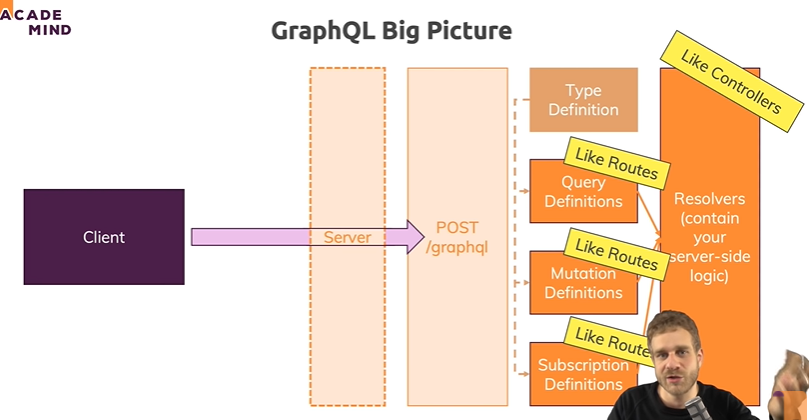 ACADE
MIND
GraphQL Big Picture
Like Controllers
Type
Definition
Like Routes
Query
Definitions
Client
Server
POST
/graphql
Resolvers
(contain
your
server-side
logic)
Like Routes
Mutation
Definitions
Like Route
Subscription
Definitions